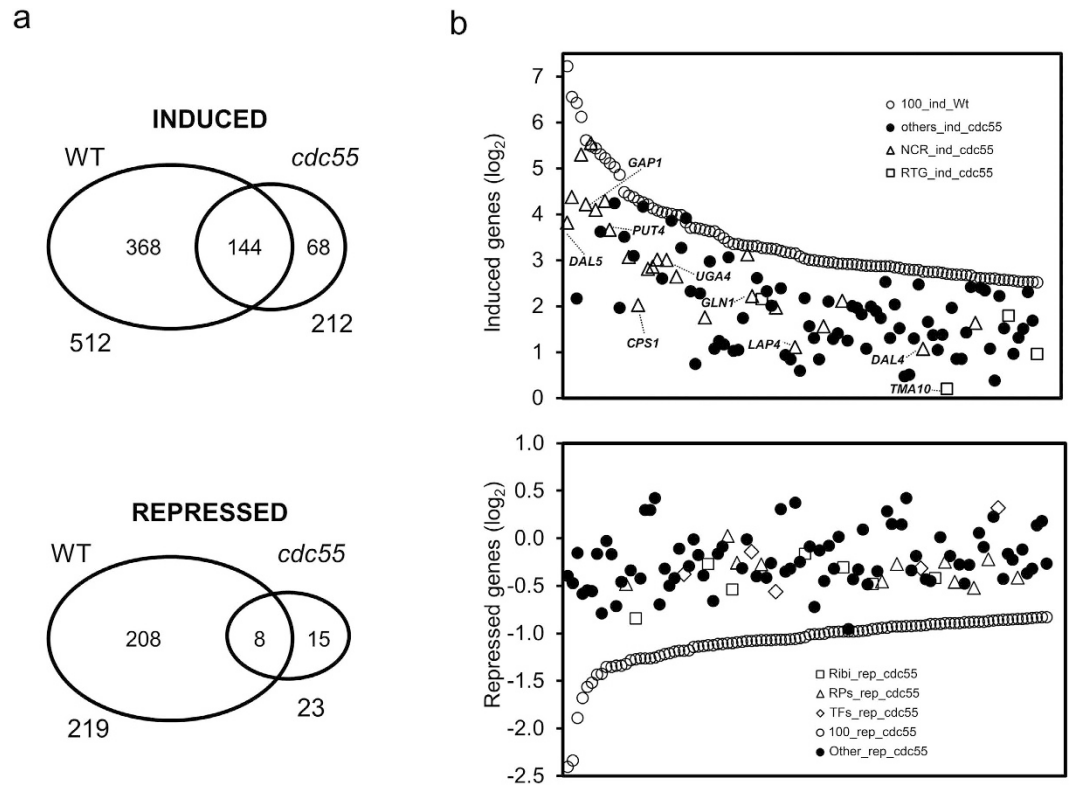 a
INDUCED
WT
cdc55
368
144
68
512
212
REPRESSED
WT
cdc55
208
8
15
219
23
b
Induced genes (log2)
7
6
5
4
3
2
1
0
100_ind_Wt
others_ind_cdc55
NCR_ind_cdc55
RTG_ind_cdc55
GAP1
PUT4
DAL5
UGA4
GLN1
CPS1
LAP4
DAL4
TMA10
Repressed genes (log2)
1.0
0.5
0.0
-0.5
-1.0
-1.5
-2.0
-2.5
Ribi_rep_cdc55
RPs_rep_cdc55
TFs_rep_cdc55
100_rep_cdc55
Other_rep_cdc55